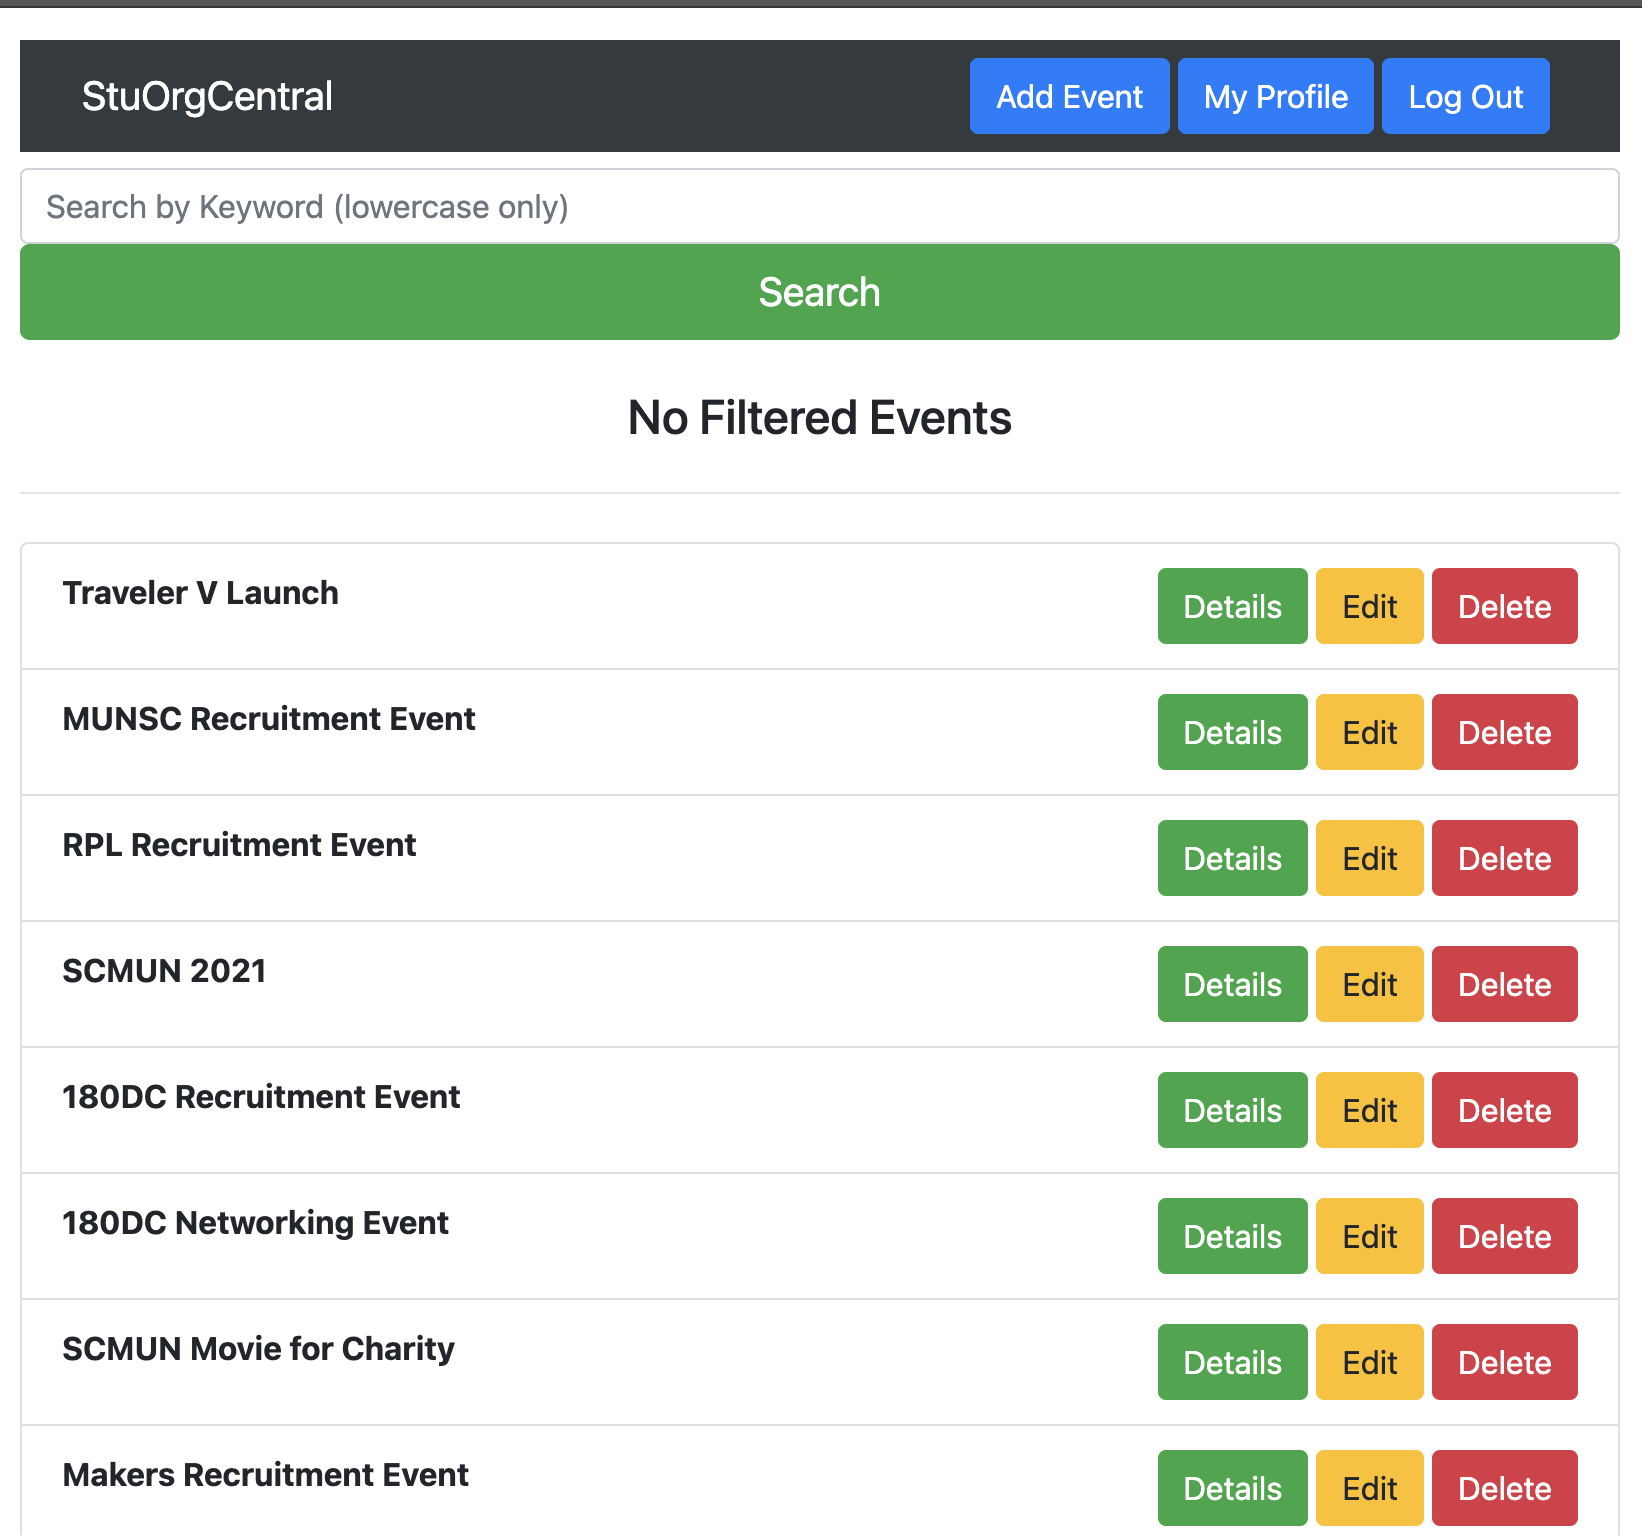 StuOrgCentral Add Event My Profile Log Out
Search by Keyword (lowercase only)
Search
No Filtered Events
Traveler V Launch Details Edit Delete
MUNSC Recruitment Event Details Edit Delete
RPL Recruitment Event Details Edit Delete
SCMUN 2021 Details Edit Delete
180DC Recruitment Event Details Edit Delete
180DC Networking Event Details Edit Delete
SCMUN Movie for Charity Details Edit Delete
Makers Recruitment Event Details Edit Delete